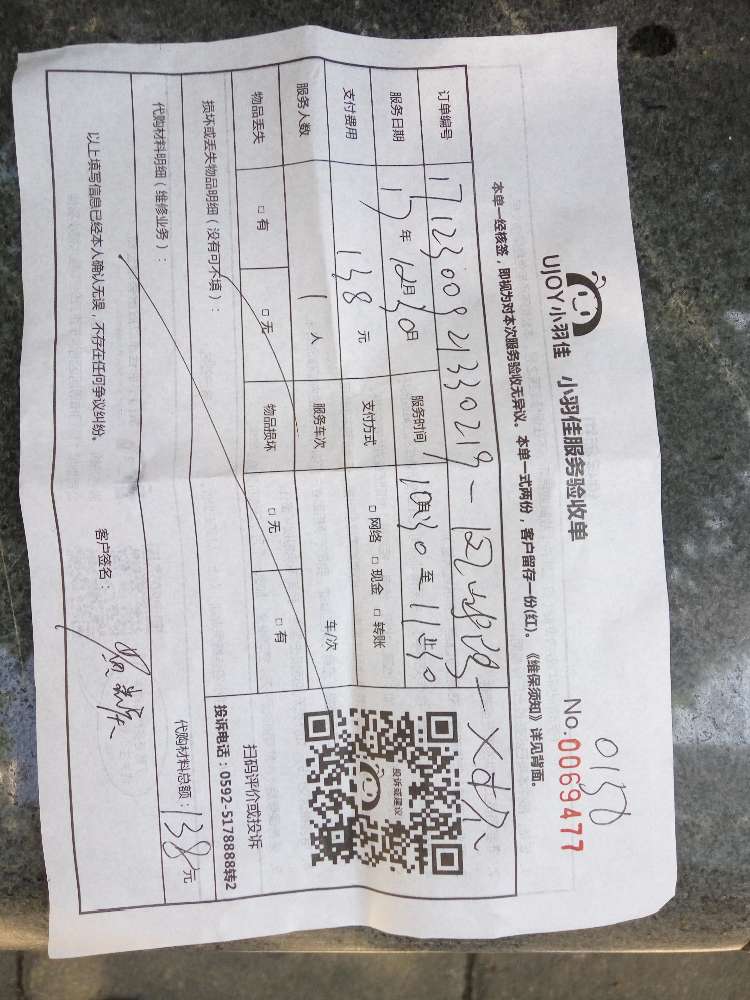 UJOY小羽佳 小羽佳服务验收单
0150
No.0069477
本单一经核签，即视为对本次服务验收无异议。本单一式两份，客户留存一份(红)。《维保须知》详见背面。
订单编号 1712300921330219
服务日期 17年12月30日 服务时间 10时30至11时30
支付费用 138元 支付方式 □网络 □现金 □转账
服务人数 1人 服务车次 车/次
物品丢失 □有 □无 物品损坏 □无 □有
损坏或丢失物品明细（没有可不填）：
代购材料明细（维修业务）：
代购材料总额：138元
投诉或建议
扫码评价或投诉
投诉电话：0592-5178888转2
以上填写信息已经本人确认无误，不存在任何争议纠纷。 客户签名：